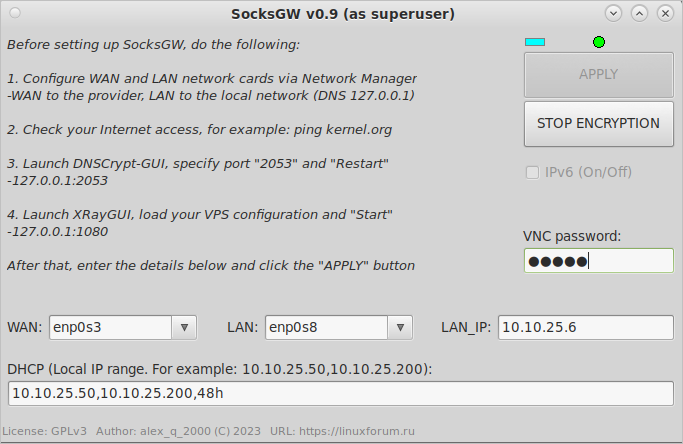 SocksGW v0.9 (as superuser)
Before setting up SocksGW, do the following:
1. Configure WAN and LAN network cards via Network Manager
-WAN to the provider, LAN to the local network (DNS 127.0.0.1)
2. Check your Internet access, for example: ping kernel.org
3. Launch DNSCrypt-GUI, specify port "2053" and "Restart"
-127.0.0.1:2053
4. Launch XRayGUI, load your VPS configuration and "Start"
-127.0.0.1:1080
After that, enter the details below and click the "APPLY" button
APPLY
STOP ENCRYPTION
IPv6 (On/Off)
VNC password:
●●●●●
WAN: enp0s3 LAN: enp0s8 LAN_IP: 10.10.25.6
DHCP (Local IP range. For example: 10.10.25.50,10.10.25.200):
10.10.25.50,10.10.25.200,48h
License: GPLv3 Author: alex_q_2000 (C) 2023 URL: https://linuxforum.ru